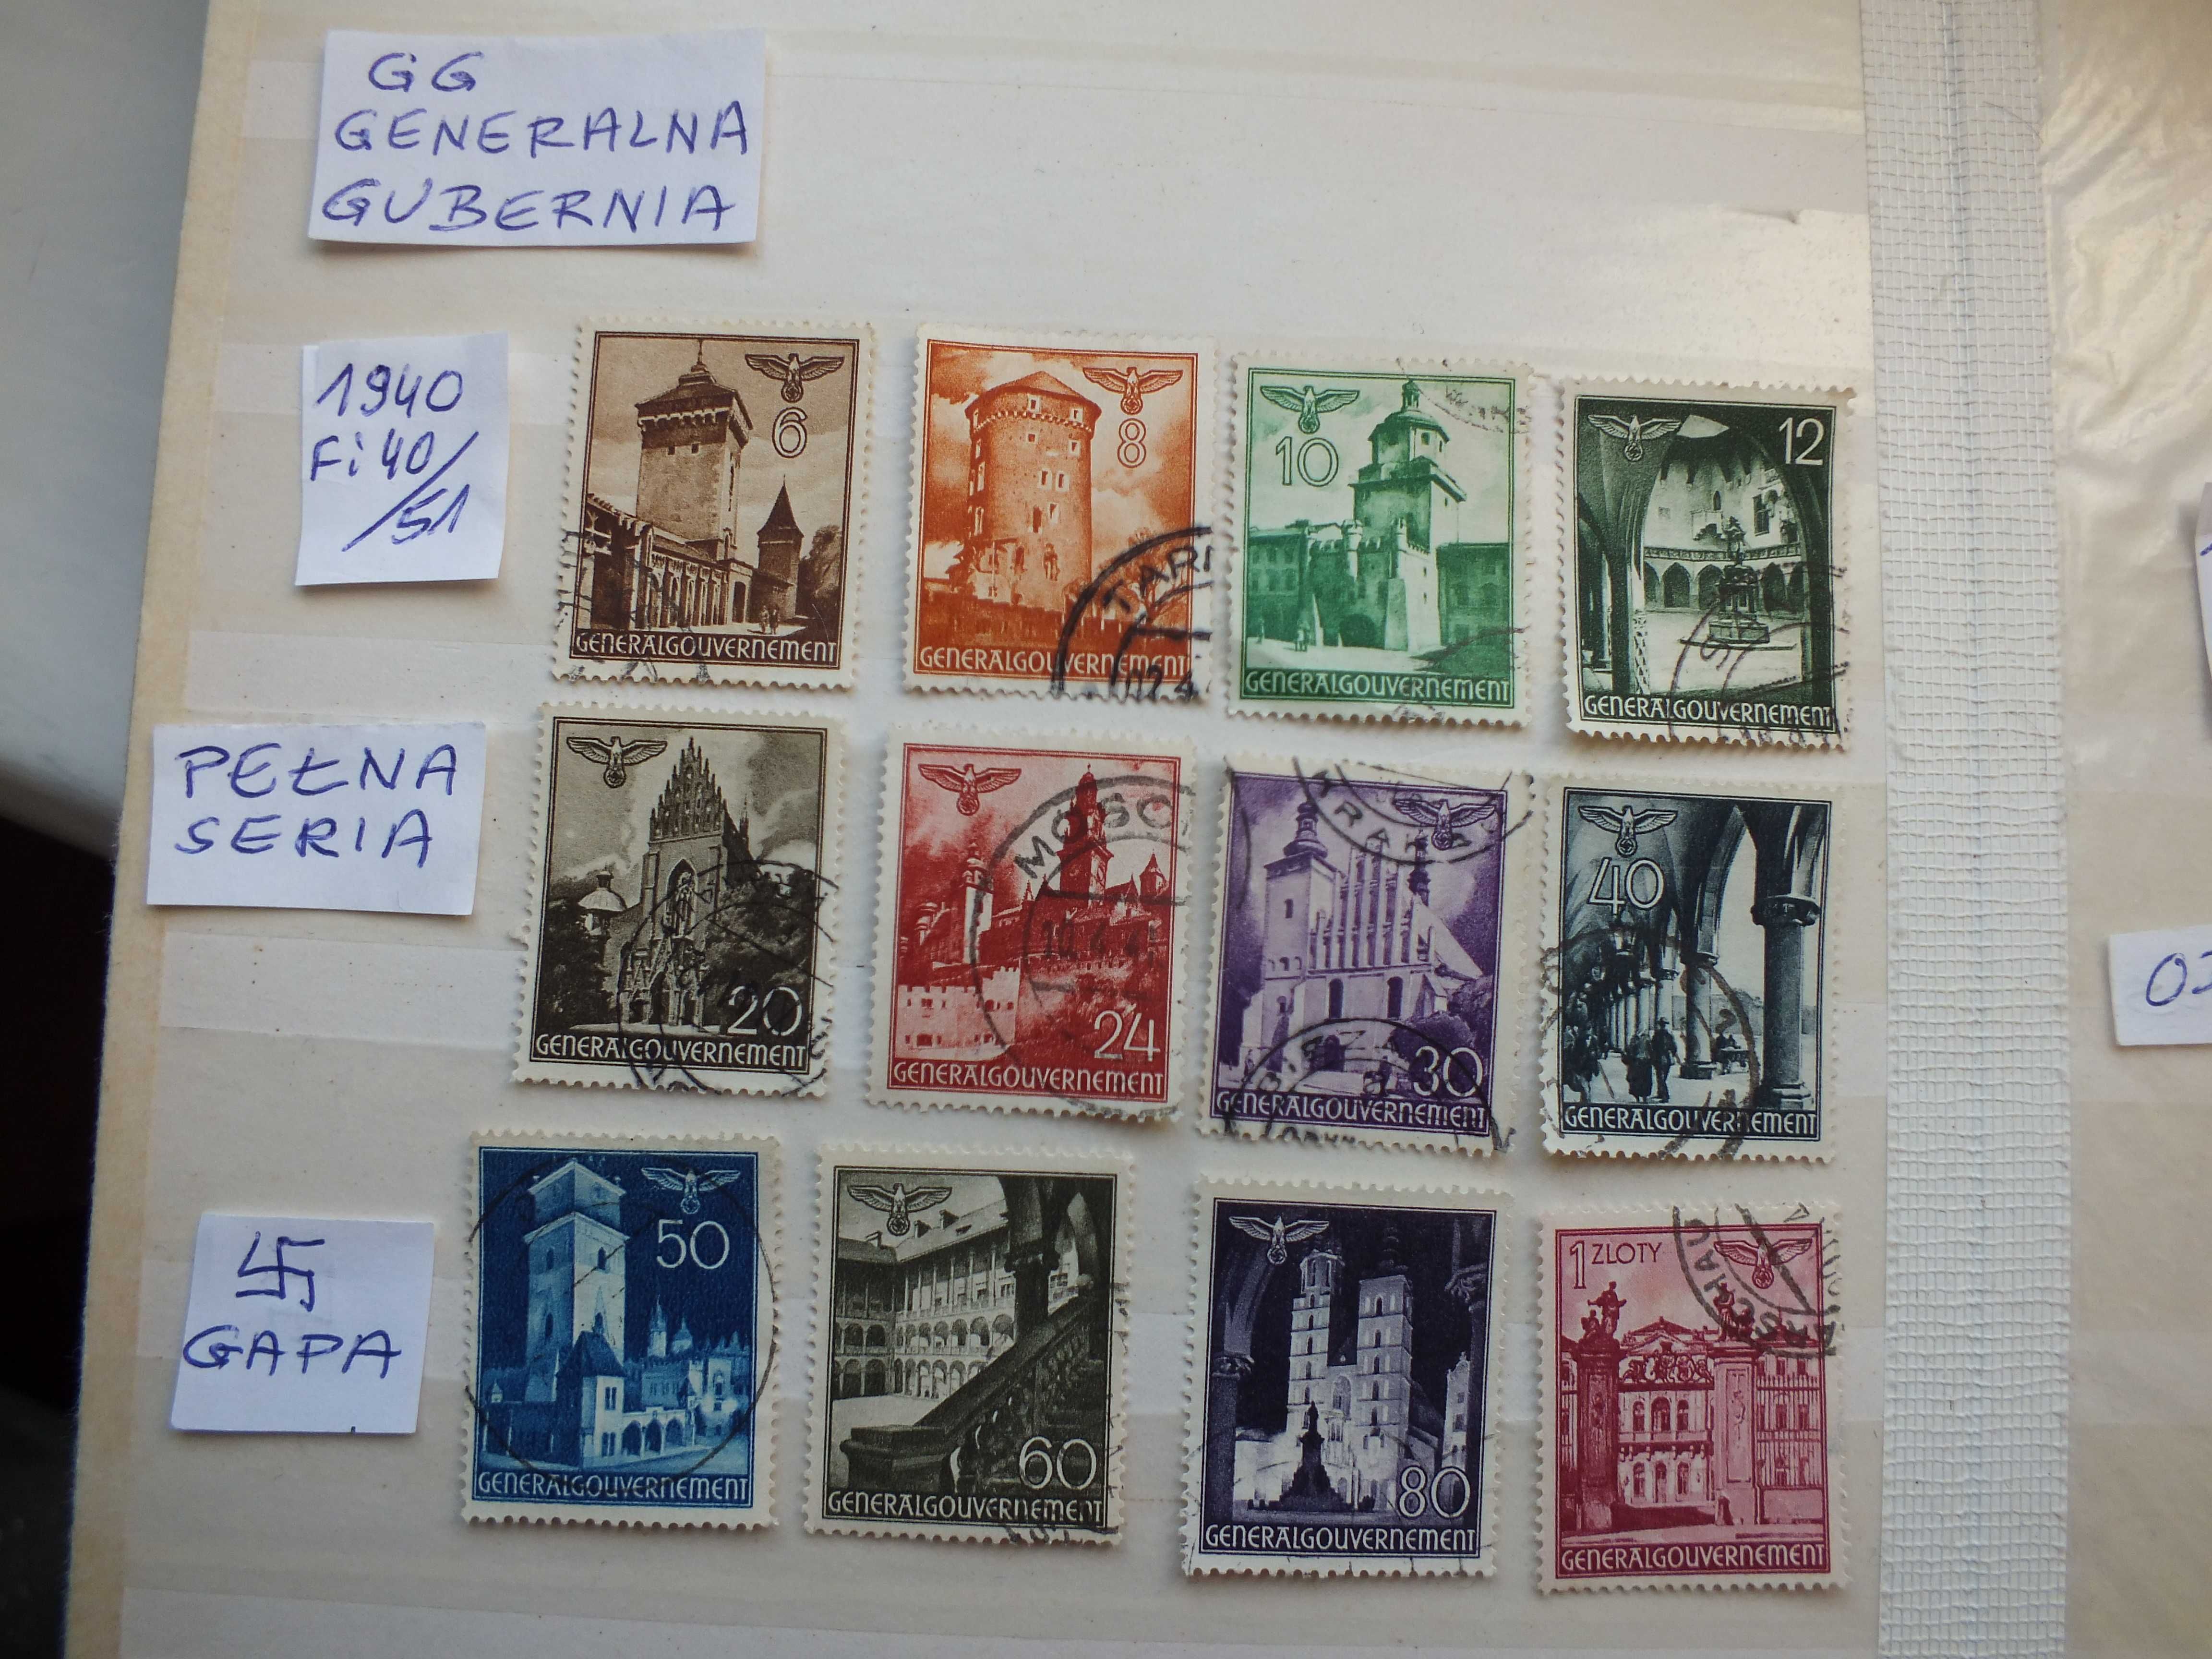 GG
GENERALNA
GUBERNIA
1940
Fi 40/
/51
6
GENERALGOUVERNEMENT
8
GENERALGOUVERNEMENT
10
GENERALGOUVERNEMENT
12
GENERALGOUVERNEMENT
PEŁNA
SERIA
20
GENERALGOUVERNEMENT
MOSC
24
GENERALGOUVERNEMENT
30
GENERALGOUVERNEMENT
40
GENERALGOUVERNEMENT
GAPA
50
GENERALGOUVERNEMENT
60
GENERALGOUVERNEMENT
80
GENERALGOUVERNEMENT
1 ZLOTY
GENERALGOUVERNEMENT